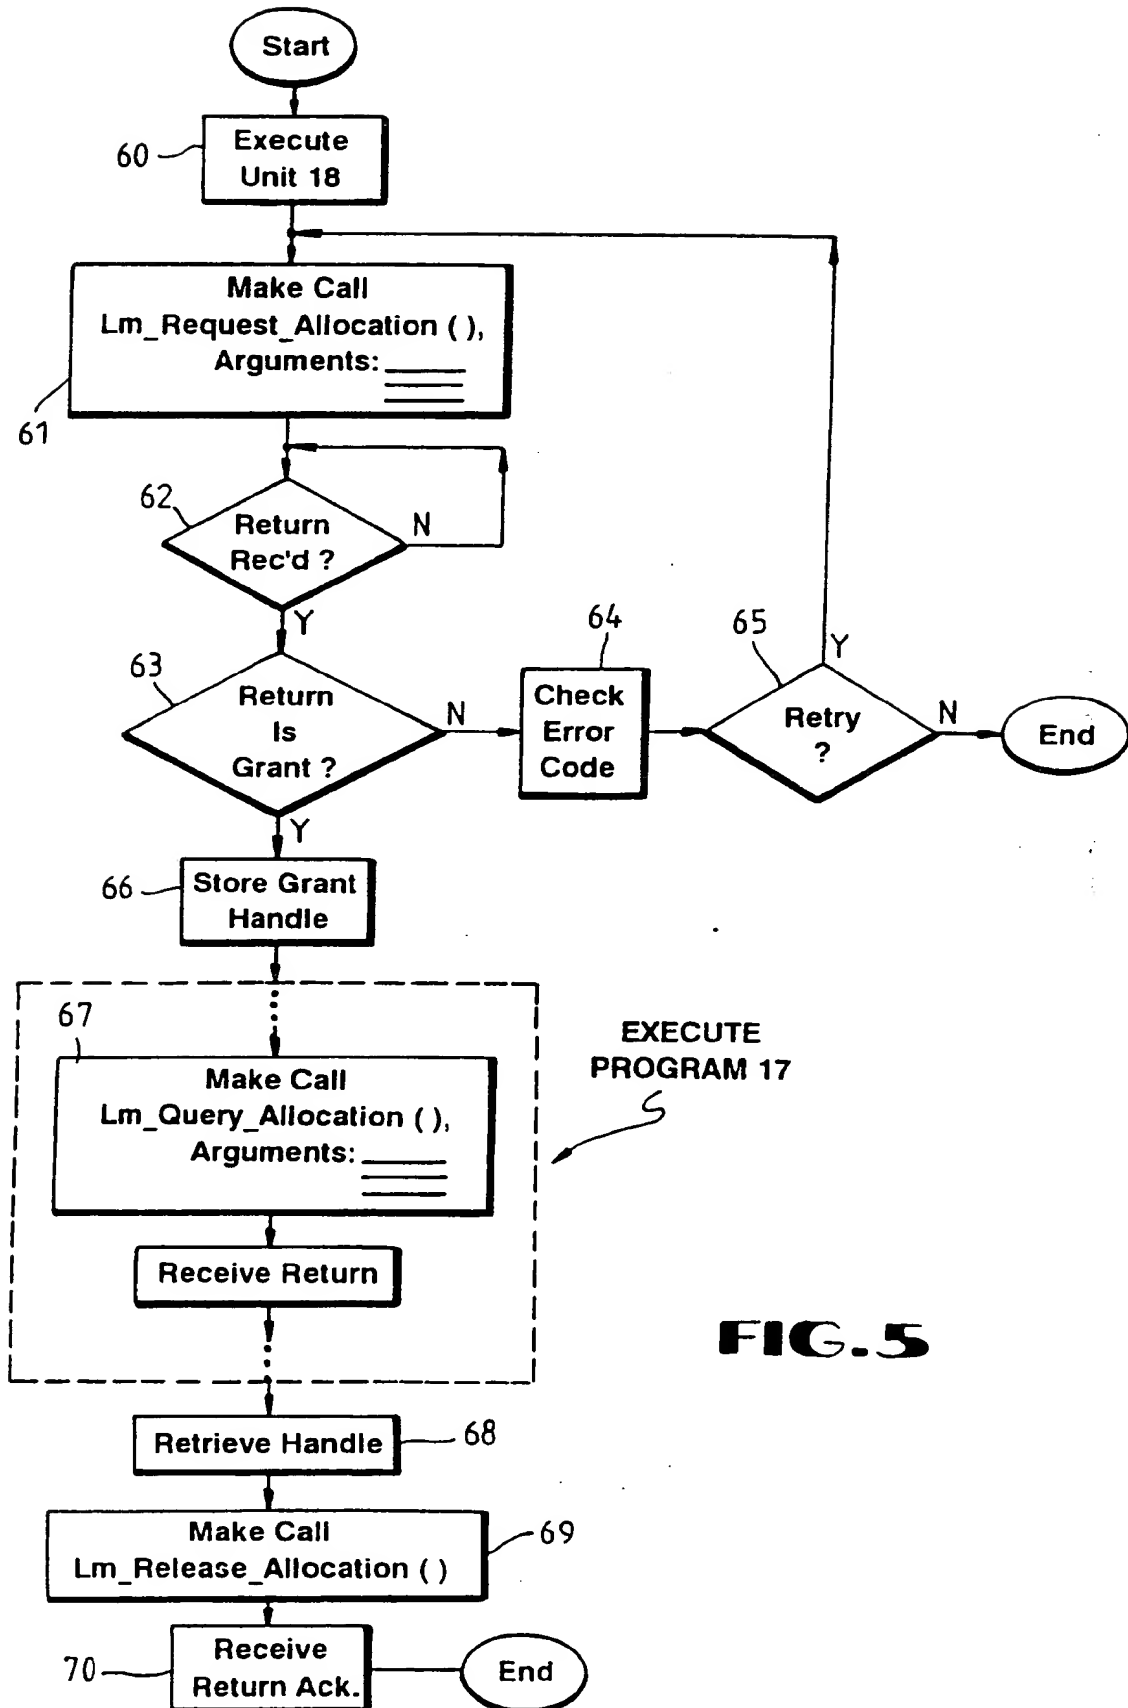 Start
60
Execute
Unit 18
Make Call
Lm_Request_Allocation ( ),
Arguments:
61
62
Return
Rec'd ?
N
Y
63
Return
Is
Grant ?
N
Y
64
Check
Error
Code
65
Retry
?
Y
N
End
66
Store Grant
Handle
67
Make Call
Lm_Query_Allocation ( ),
Arguments:
Receive Return
EXECUTE
PROGRAM 17
FIG.5
Retrieve Handle
68
Make Call
Lm_Release_Allocation ( )
69
70
Receive
Return Ack.
End